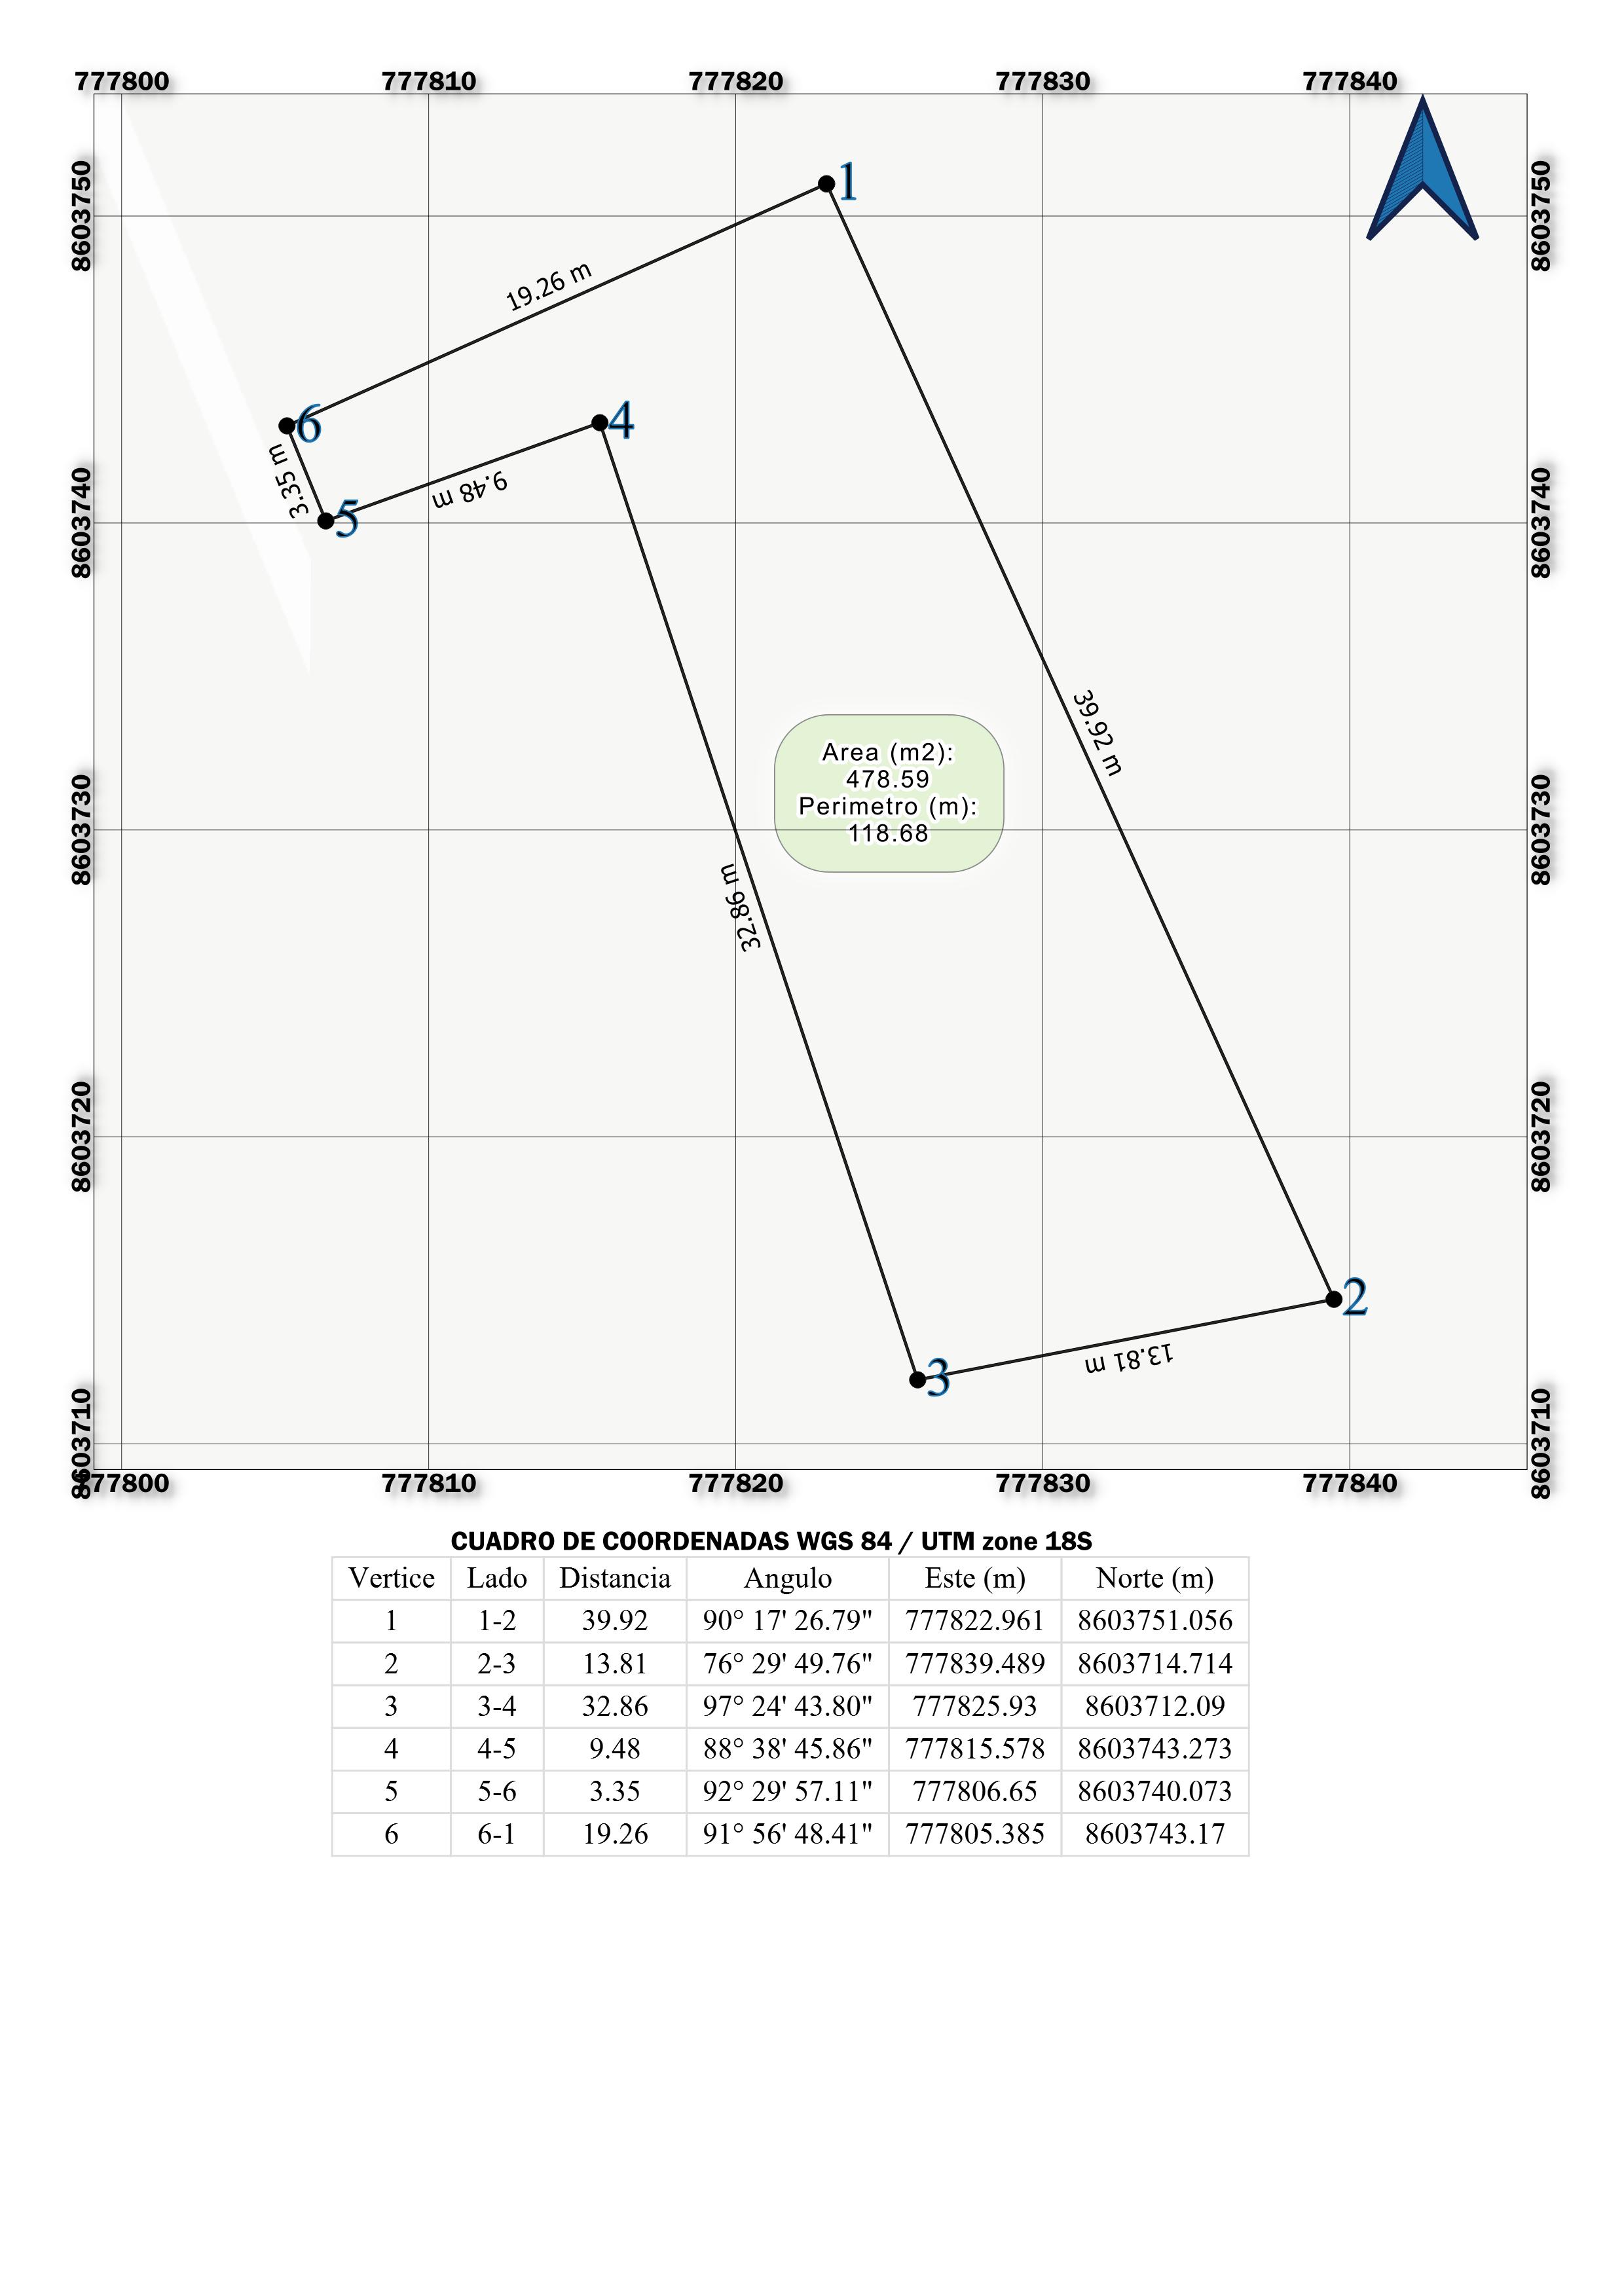 777800 777810 777820 777830 777840
8603750 8603750
1
19.26 m
6
4
3.35 m
9.48 m
5
8603740 8603740
39.92 m
Area (m2):
478.59
Perimetro (m):
118.68
8603730 8603730
32.86 m
8603720 8603720
2
13.81 m
3
8603710 8603710
777800 777810 777820 777830 777840
CUADRO DE COORDENADAS WGS 84 / UTM zone 18S
Vertice Lado Distancia Angulo Este (m) Norte (m)
1 1-2 39.92 90° 17' 26.79" 777822.961 8603751.056
2 2-3 13.81 76° 29' 49.76" 777839.489 8603714.714
3 3-4 32.86 97° 24' 43.80" 777825.93 8603712.09
4 4-5 9.48 88° 38' 45.86" 777815.578 8603743.273
5 5-6 3.35 92° 29' 57.11" 777806.65 8603740.073
6 6-1 19.26 91° 56' 48.41" 777805.385 8603743.17